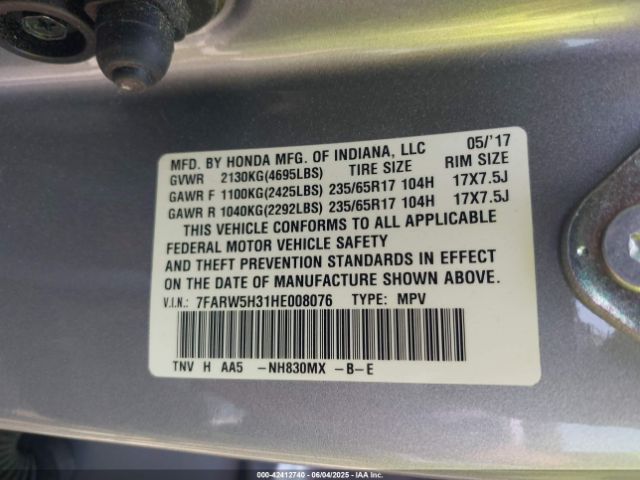 MFD. BY HONDA MFG. OF INDIANA, LLC 05/'17
GVWR 2130KG(4695LBS) TIRE SIZE RIM SIZE
GAWR F 1100KG(2425LBS) 235/65R17 104H 17X7.5J
GAWR R 1040KG(2292LBS) 235/65R17 104H 17X7.5J
THIS VEHICLE CONFORMS TO ALL APPLICABLE
FEDERAL MOTOR VEHICLE SAFETY
AND THEFT PREVENTION STANDARDS IN EFFECT
ON THE DATE OF MANUFACTURE SHOWN ABOVE.
V.I.N.: 7FARW5H31HE008076 TYPE: MPV
TNV H AA5 -NH830MX -B-E
000-42412740 - 06/04/2025 - IAAI.COM